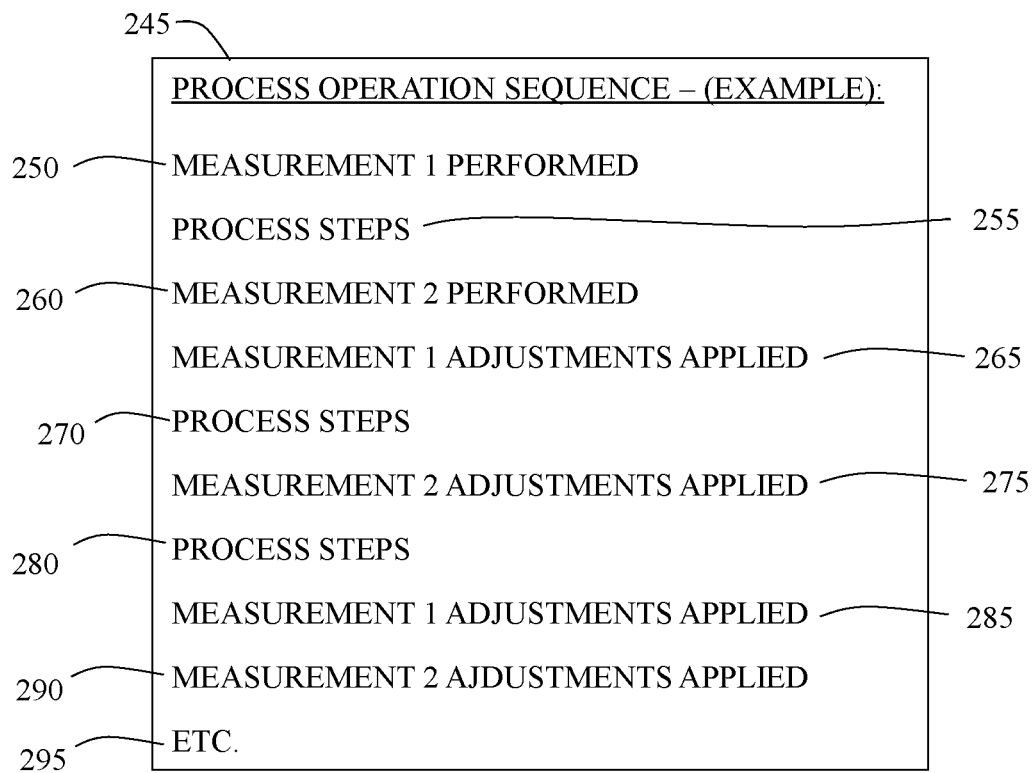 245
PROCESS OPERATION SEQUENCE – (EXAMPLE):
250 MEASUREMENT 1 PERFORMED
PROCESS STEPS 255
260 MEASUREMENT 2 PERFORMED
MEASUREMENT 1 ADJUSTMENTS APPLIED 265
270 PROCESS STEPS
MEASUREMENT 2 ADJUSTMENTS APPLIED 275
280 PROCESS STEPS
MEASUREMENT 1 ADJUSTMENTS APPLIED 285
290 MEASUREMENT 2 AJDUSTMENTS APPLIED
295 ETC.